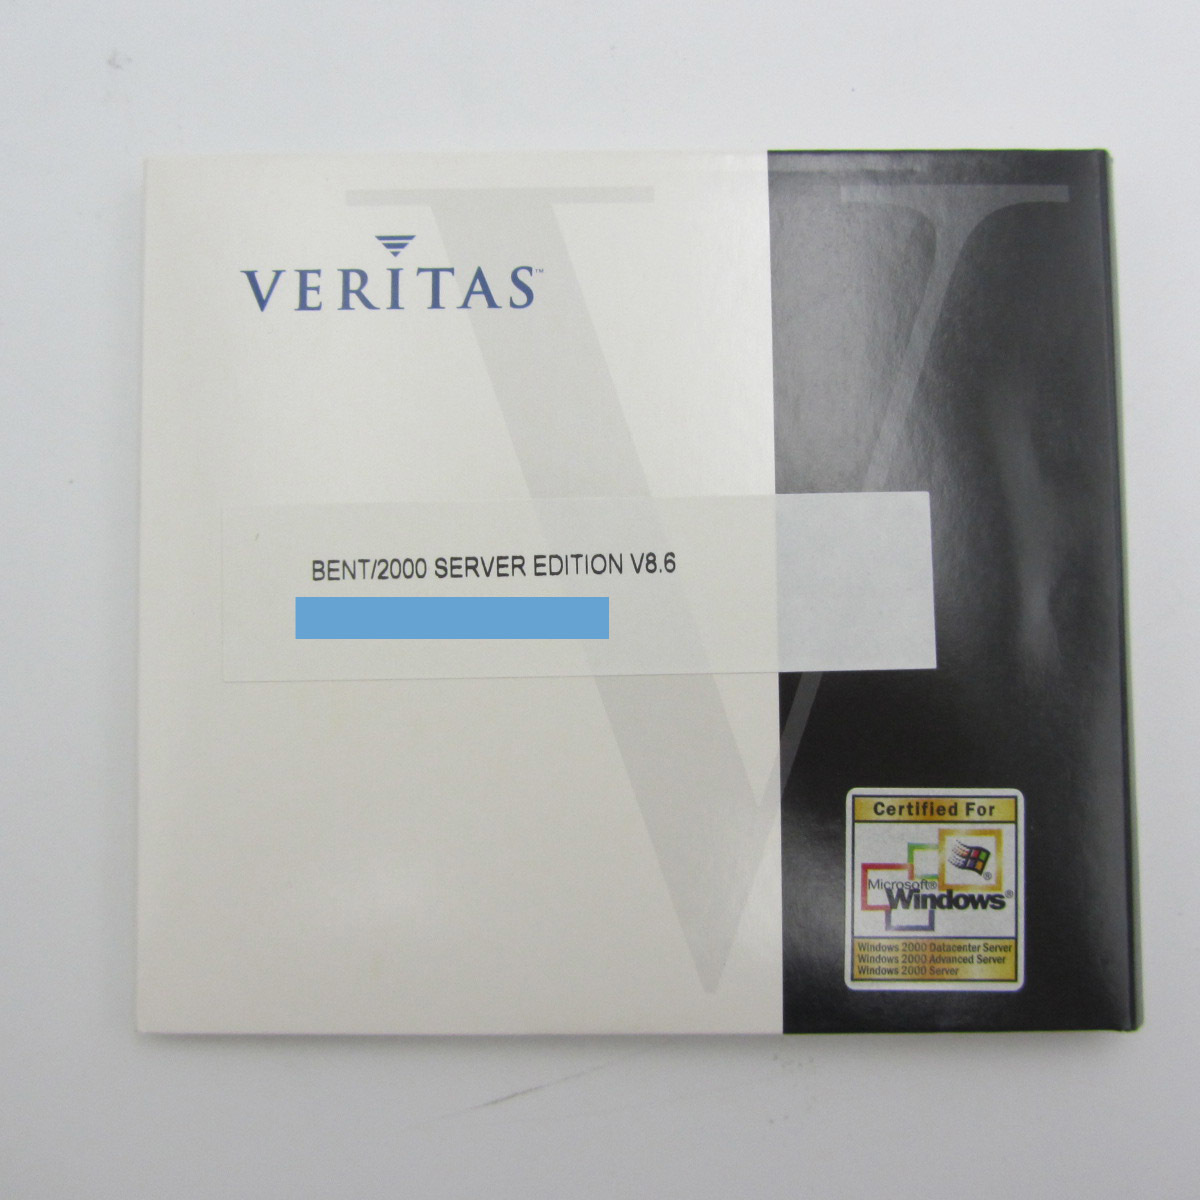 VERITAS™
BENT/2000 SERVER EDITION V8.6
Certified For
Microsoft®
Windows®
Windows 2000 Datacenter Server
Windows 2000 Advanced Server
Windows 2000 Server